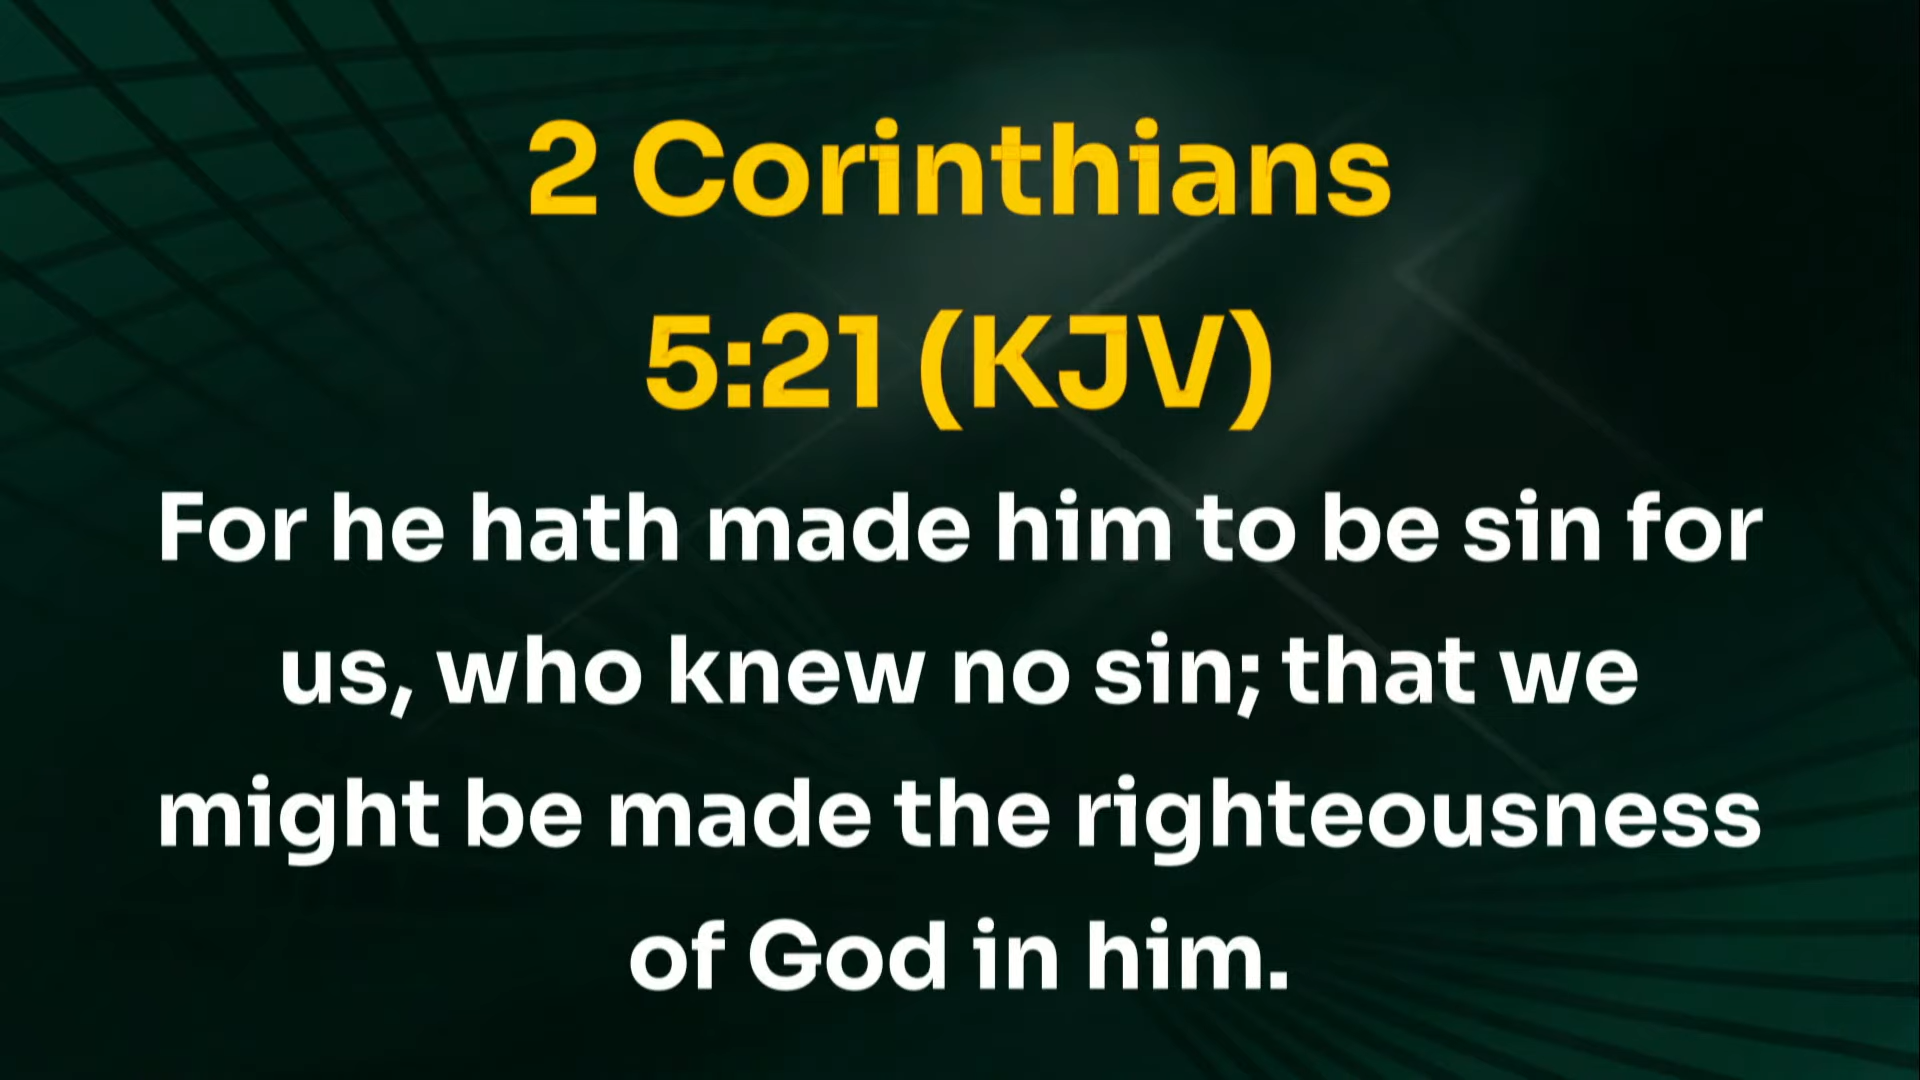 2 Corinthians
5:21 (KJV)
For he hath made him to be sin for
us, who knew no sin; that we
might be made the righteousness
of God in him.